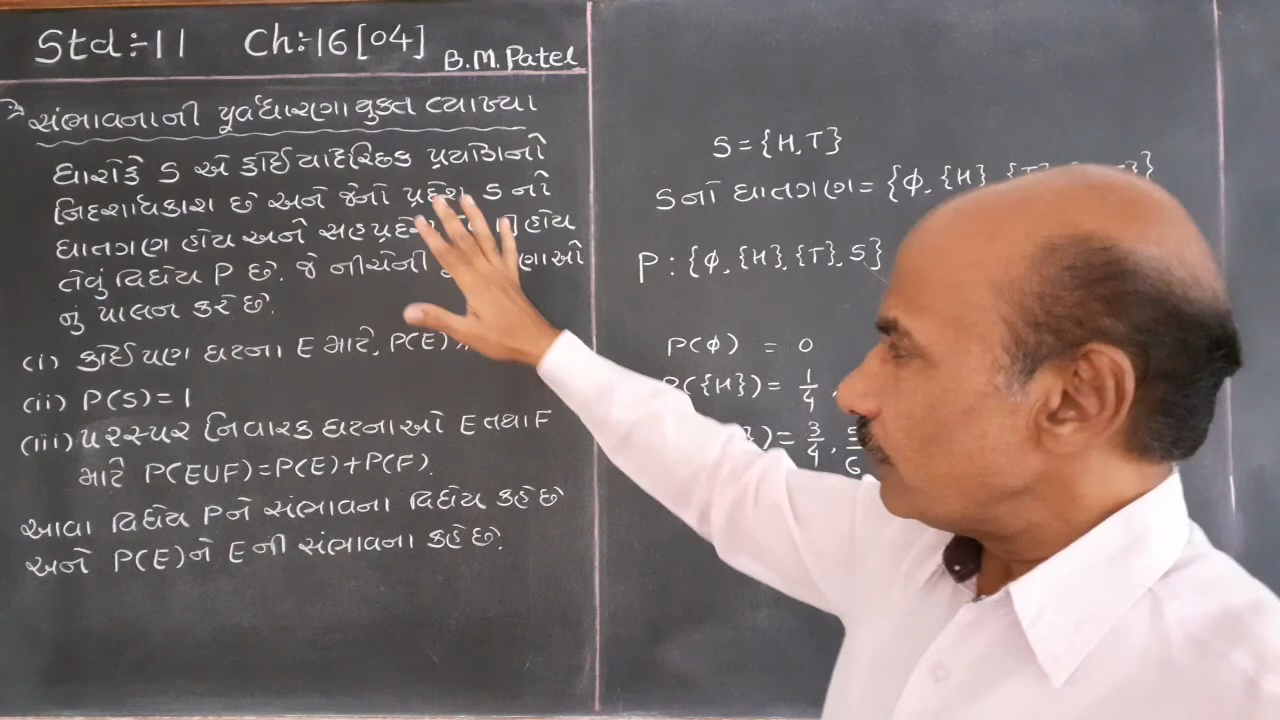 Std:-11 Ch:-16[04] B.M.Patel
સંભાવનાની પૂર્વધારણાયુક્ત વ્યાખ્યા
ધારોકે S એ કોઈ યાદચ્છિક પ્રયોગનો
નિદર્શાવકાશ છે અને જેનો પ્રદેશ S નો
ઘાતગણ હોય અને સહપ્રદેશ ] હોય
તેવું વિધેય P છે. જે નીચેની
નું પાલન કરે છે.
(i) કોઈપણ ઘટના E માટે, P(E)
(ii) P(S)=1
(iii) પરસ્પર નિવારક ઘટનાઓ E તથા F
માટે P(EUF)=P(E)+P(F).
આવા વિધેય P ને સંભાવના વિધેય કહે છે
અને P(E) ને E ની સંભાવના કહે છે.
S = {H,T}
S નો ઘાતગણ = {φ, {H},
P : {φ, {H}, {T}, S}
P(φ) = 0
P({H}) = 1/4
}) = 3/4, 5/6